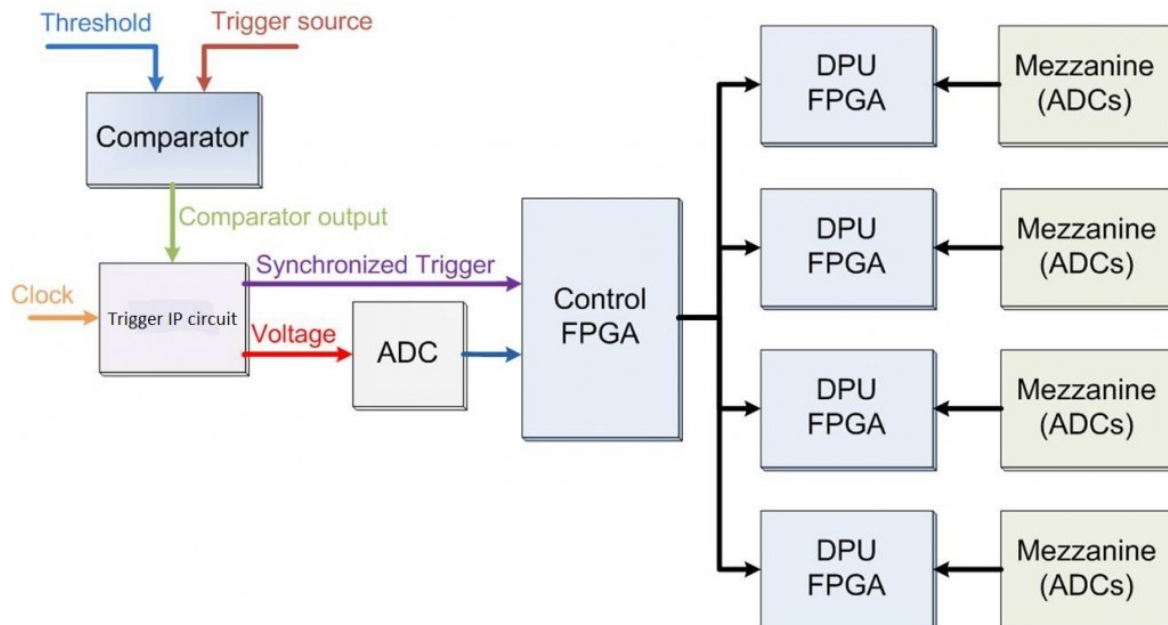 Threshold
Trigger source
Comparator
Comparator output
Synchronized Trigger
Clock
Trigger IP circuit
Voltage
ADC
Control
FPGA
DPU
FPGA
Mezzanine
(ADCs)
DPU
FPGA
Mezzanine
(ADCs)
DPU
FPGA
Mezzanine
(ADCs)
DPU
FPGA
Mezzanine
(ADCs)